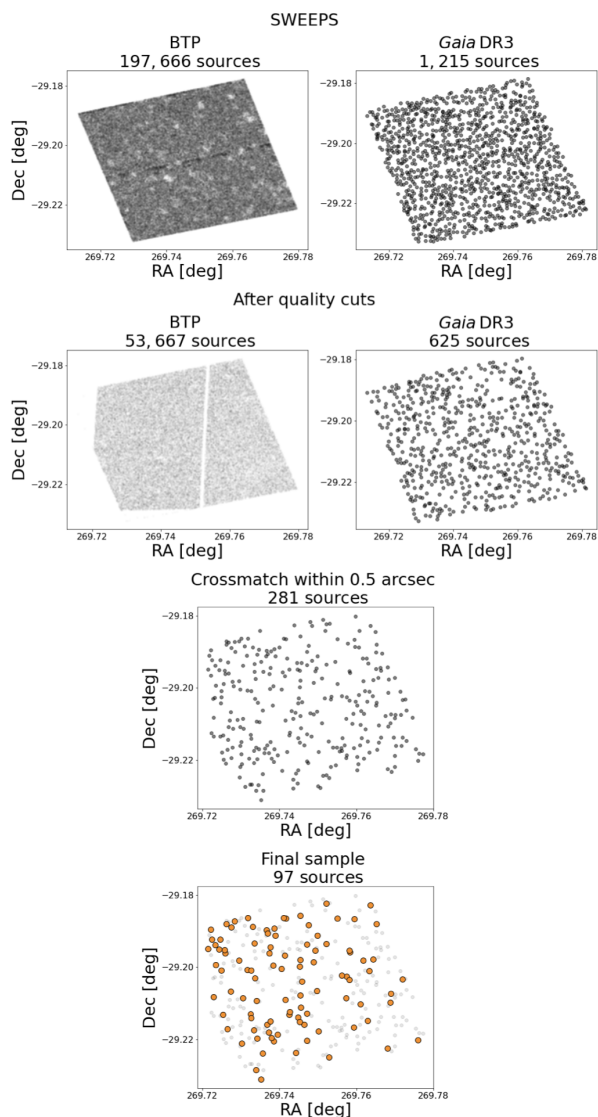 SWEEPS
BTP
197,666 sources
Gaia DR3
1,215 sources
−29.18
−29.20
−29.22
Dec [deg]
269.72 269.74 269.76 269.78
RA [deg]
−29.18
−29.20
−29.22
Dec [deg]
269.72 269.74 269.76 269.78
RA [deg]
After quality cuts
BTP
53,667 sources
Gaia DR3
625 sources
−29.18
−29.20
−29.22
Dec [deg]
269.72 269.74 269.76 269.78
RA [deg]
−29.18
−29.20
−29.22
Dec [deg]
269.72 269.74 269.76 269.78
RA [deg]
Crossmatch within 0.5 arcsec
281 sources
−29.18
−29.20
−29.22
Dec [deg]
269.72 269.74 269.76 269.78
RA [deg]
Final sample
97 sources
−29.18
−29.20
−29.22
Dec [deg]
269.72 269.74 269.76 269.78
RA [deg]